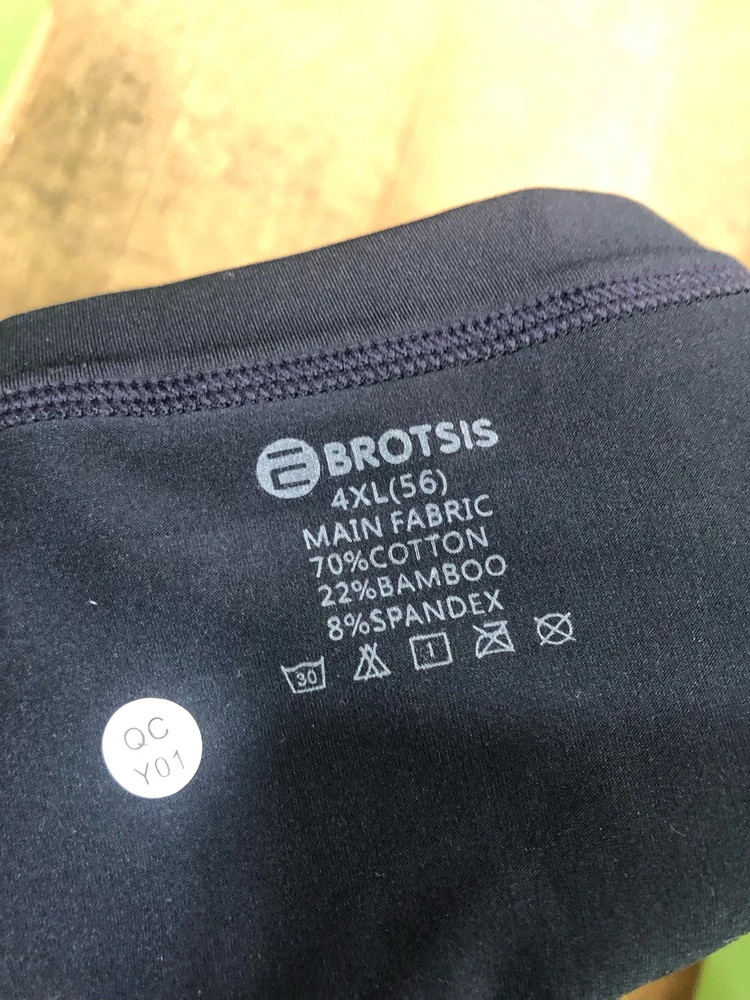 BROTSIS
4XL(56)
MAIN FABRIC
70%COTTON
22%BAMBOO
8%SPANDEX
30
1
QC
Y01